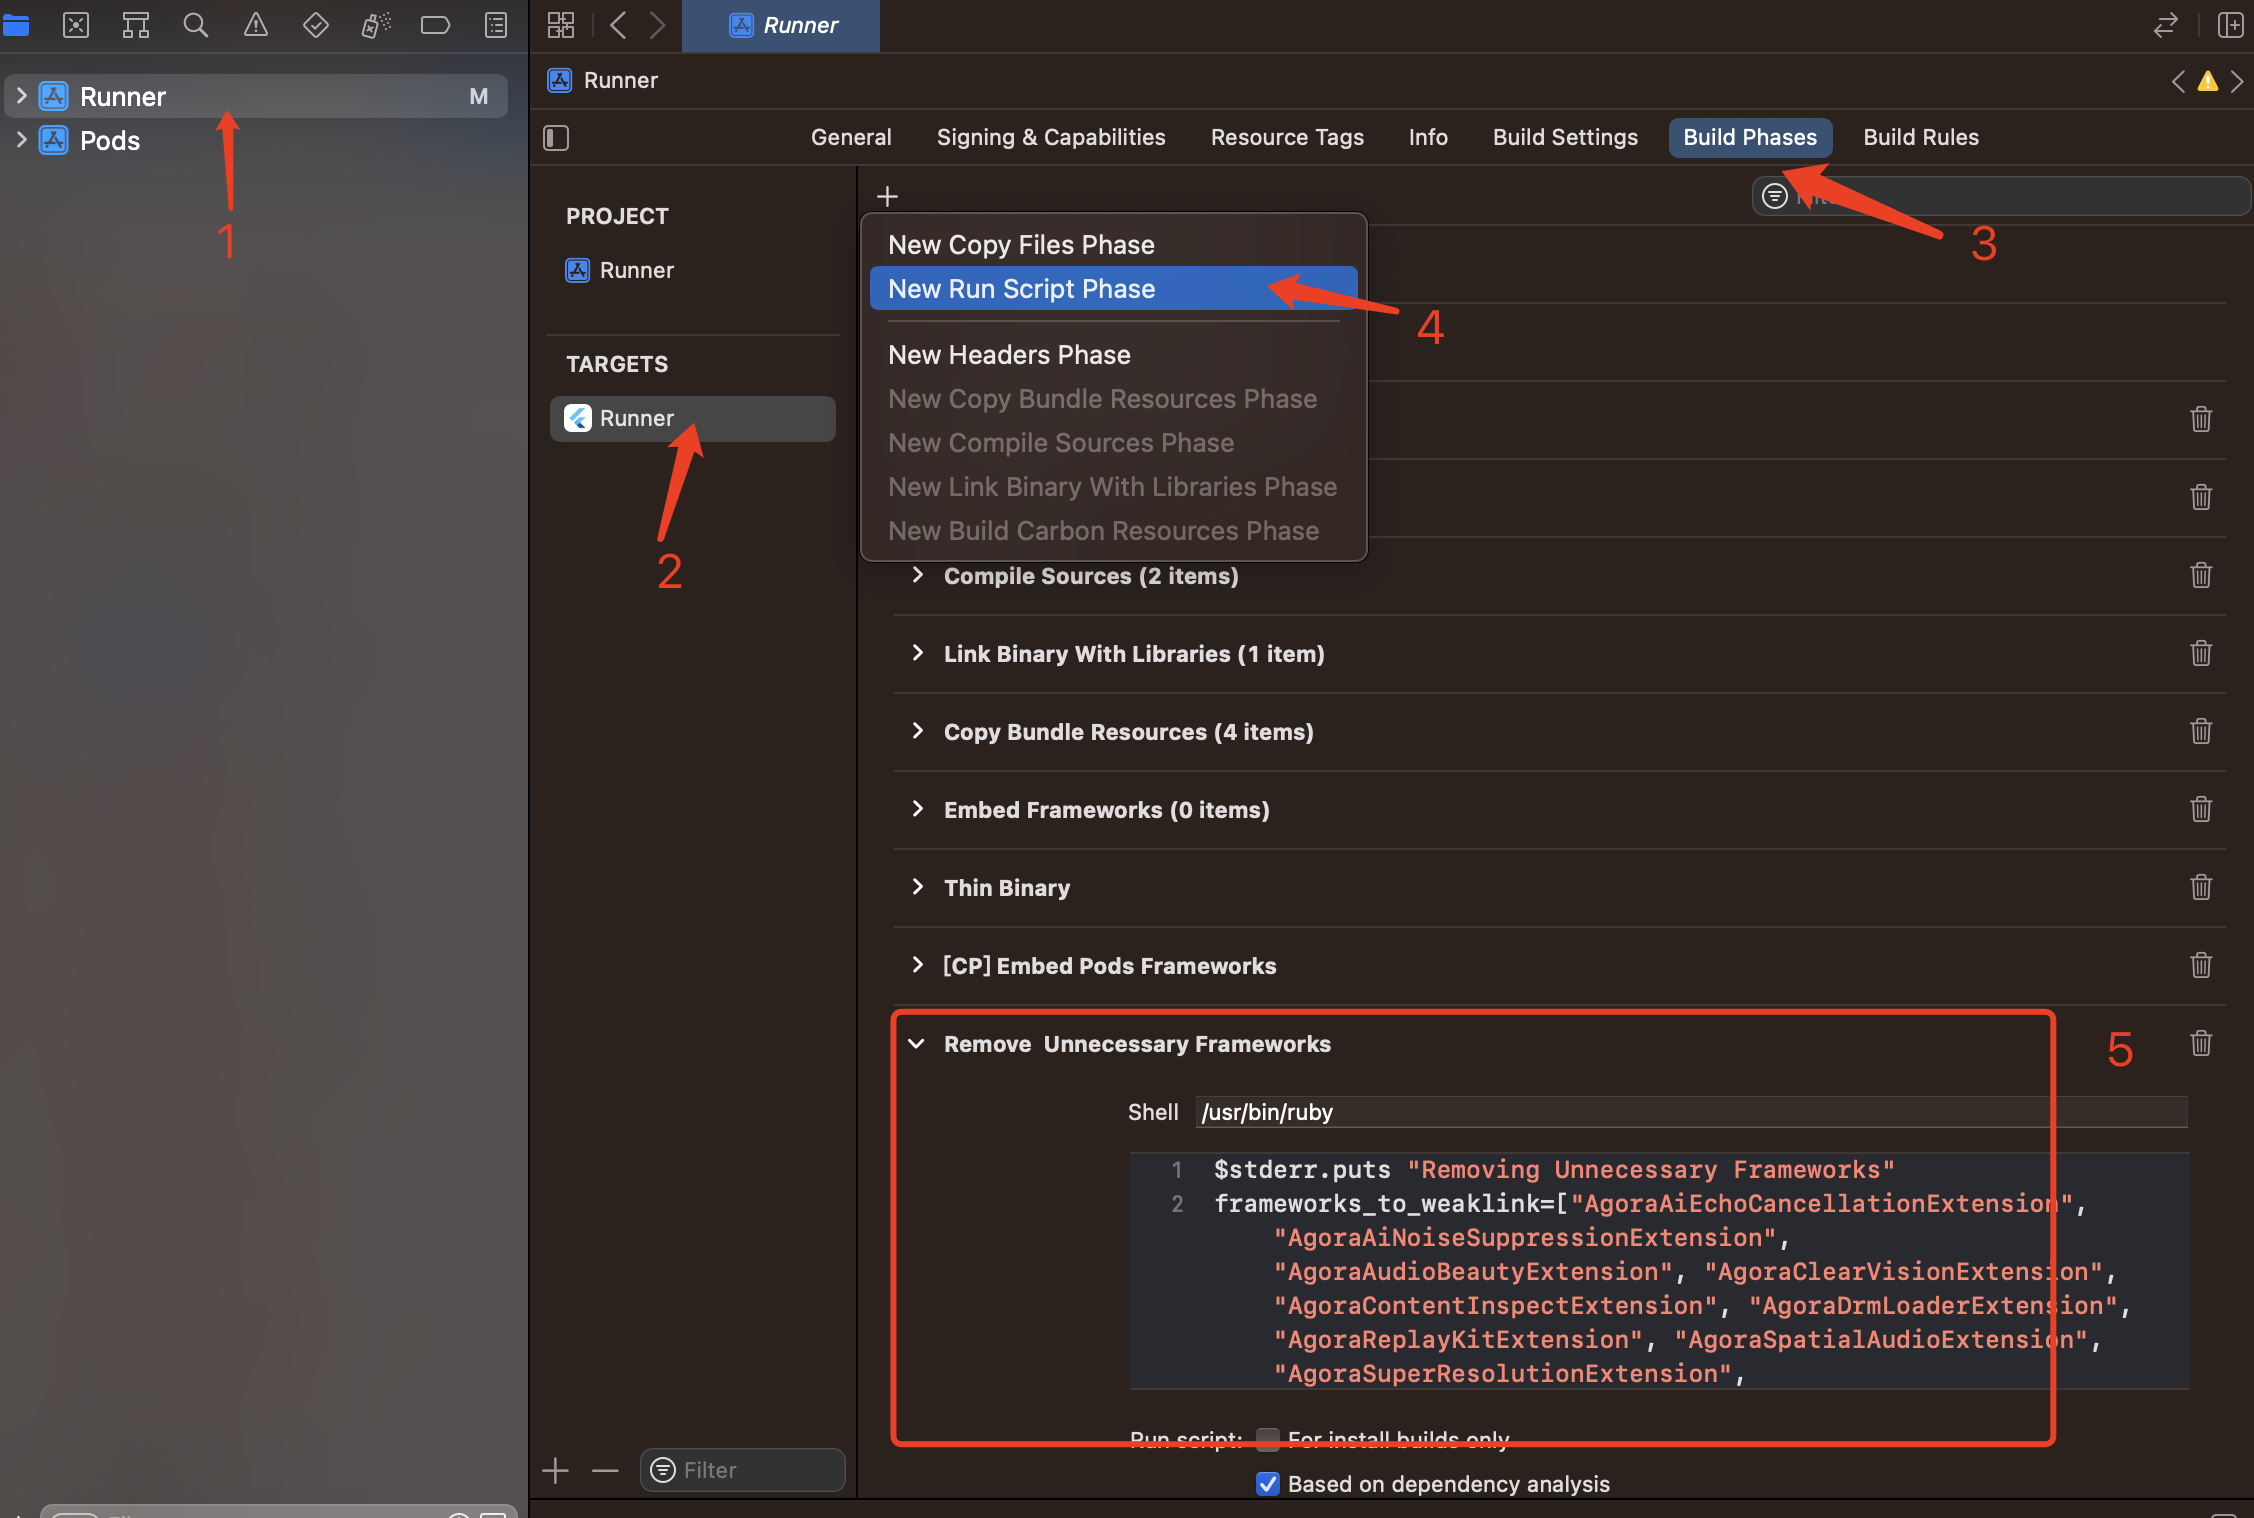 Runner
Runner M
Pods
1
Runner
General Signing & Capabilities Resource Tags Info Build Settings Build Phases Build Rules
3
PROJECT
Runner
TARGETS
Runner
2
New Copy Files Phase
New Run Script Phase
4
New Headers Phase
New Copy Bundle Resources Phase
New Compile Sources Phase
New Link Binary With Libraries Phase
New Build Carbon Resources Phase
Compile Sources (2 items)
Link Binary With Libraries (1 item)
Copy Bundle Resources (4 items)
Embed Frameworks (0 items)
Thin Binary
[CP] Embed Pods Frameworks
Remove  Unnecessary Frameworks
5
Shell /usr/bin/ruby
1 $stderr.puts "Removing Unnecessary Frameworks"
2 frameworks_to_weaklink=["AgoraAiEchoCancellationExtension",
"AgoraAiNoiseSuppressionExtension",
"AgoraAudioBeautyExtension", "AgoraClearVisionExtension",
"AgoraContentInspectExtension", "AgoraDrmLoaderExtension",
"AgoraReplayKitExtension", "AgoraSpatialAudioExtension",
"AgoraSuperResolutionExtension",
Run script: For install builds only
Based on dependency analysis
Filter